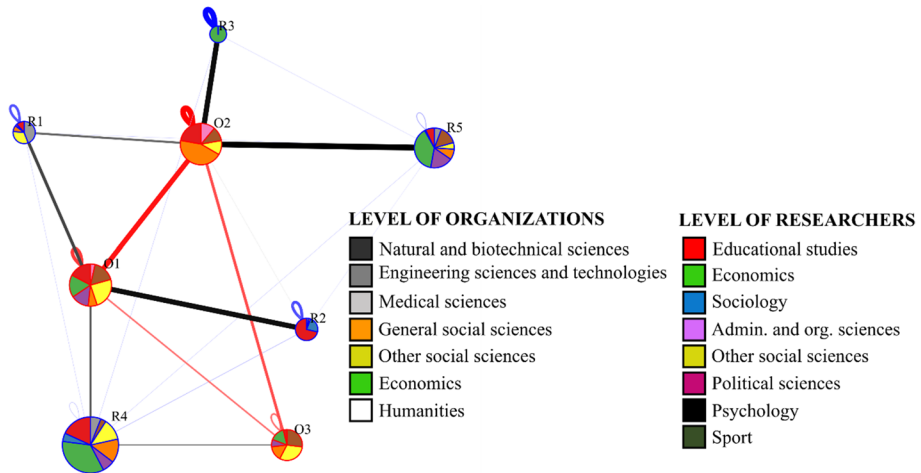 R3
R1
O2
R5
O1
R2
R4
O3
LEVEL OF ORGANIZATIONS
Natural and biotechnical sciences
Engineering sciences and technologies
Medical sciences
General social sciences
Other social sciences
Economics
Humanities
LEVEL OF RESEARCHERS
Educational studies
Economics
Sociology
Admin. and org. sciences
Other social sciences
Political sciences
Psychology
Sport